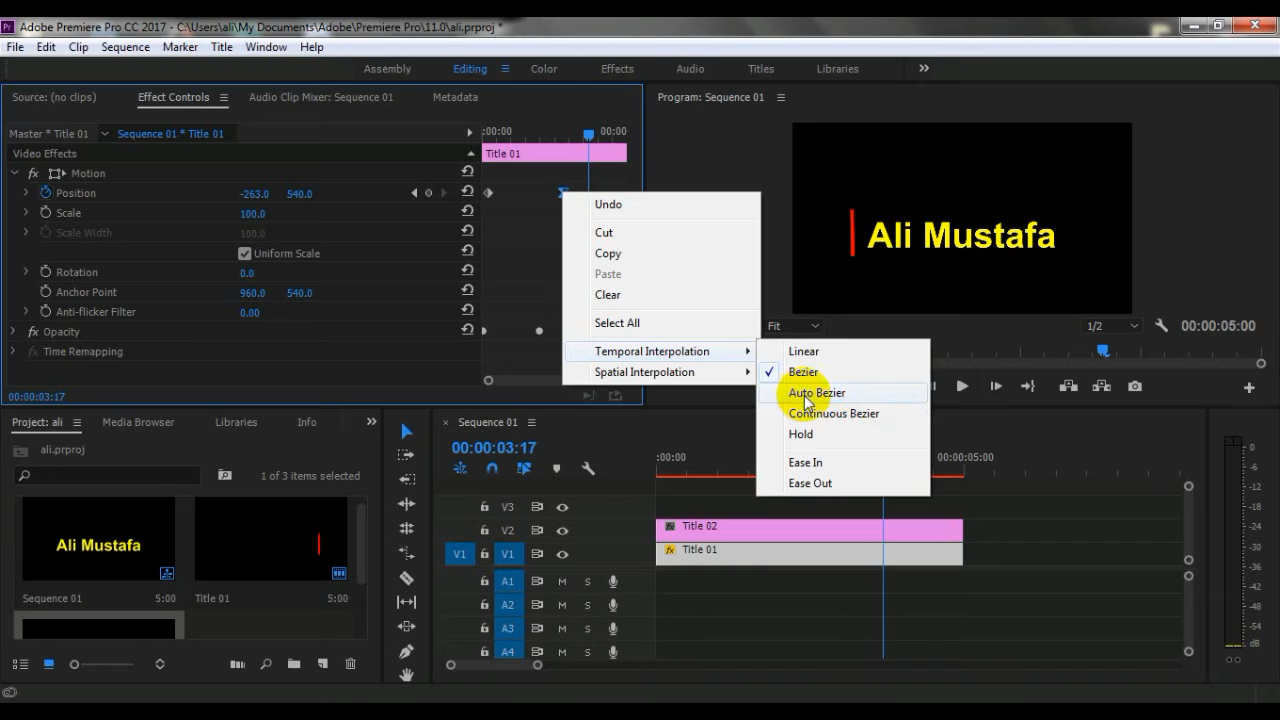 Pr Adobe Premiere Pro CC 2017 - C:\Users\ali\My Documents\Adobe\Premiere Pro\11.0\ali.prproj *
File Edit Clip Sequence Marker Title Window Help
Assembly Editing Color Effects Audio Titles Libraries
Source: (no clips) Effect Controls Audio Clip Mixer: Sequence 01 Metadata
Program: Sequence 01
Master * Title 01 Sequence 01 * Title 01
:00:00 00:00
Video Effects
Title 01
fx Motion
Position -263.0 540.0
Scale 100.0
Scale Width 100.0
Uniform Scale
Rotation 0.0
Anchor Point 960.0 540.0
Anti-flicker Filter 0.00
fx Opacity
fx Time Remapping
00:00:03:17
Undo
Cut
Copy
Paste
Clear
Select All
Temporal Interpolation
Spatial Interpolation
Linear
Bezier
Auto Bezier
Continuous Bezier
Hold
Ease In
Ease Out
Ali Mustafa
Fit 1/2 00:00:05:00
Project: ali Media Browser Libraries Info
ali.prproj
1 of 3 items selected
Ali Mustafa
Sequence 01 5:00 Title 01 5:00
× Sequence 01
00:00:03:17
:00:00 00:00:05:00
V3
V2 fx Title 02
V1 V1 fx Title 01
A1 M S
A2 M S
A3 M S
A4 M S
0
-6
-12
-18
-24
-30
-36
-42
-48
-54
dB